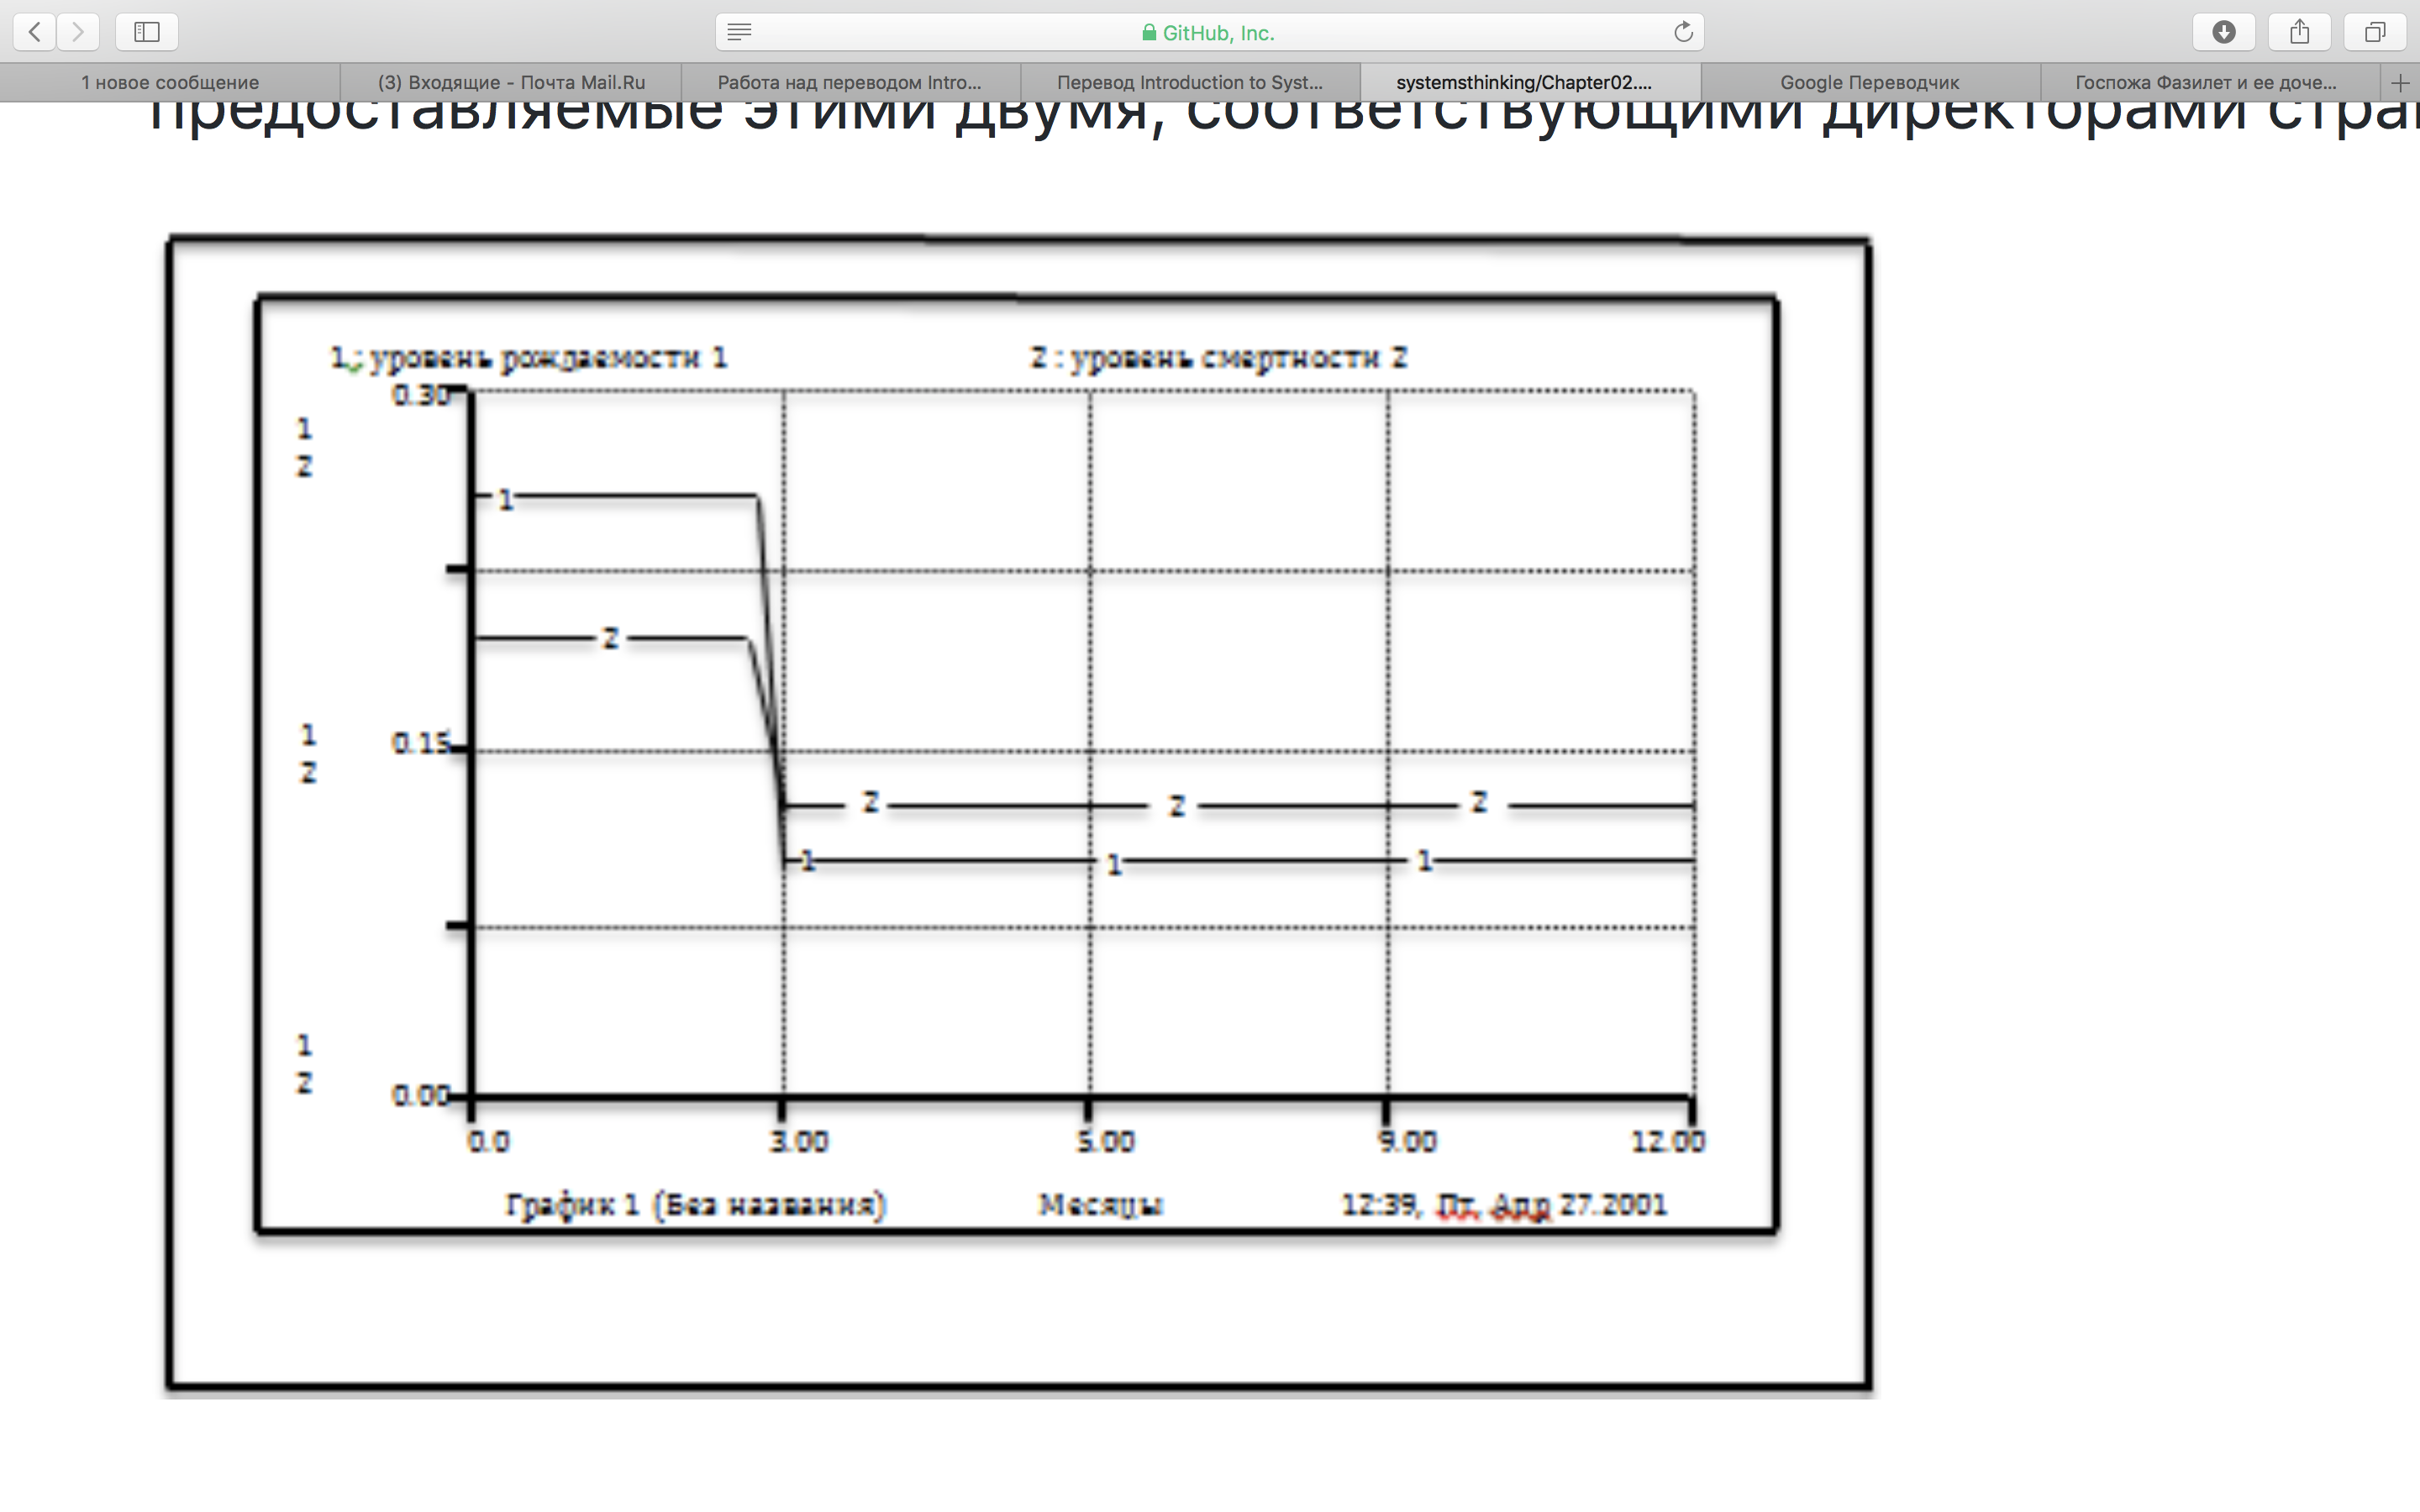 GitHub, Inc.
1 новое сообщение
(3) Входящие - Почта Mail.Ru
Работа над переводом Intro...
Перевод Introduction to Syst...
systemsthinking/Chapter02....
Google Переводчик
Госпожа Фазилет и ее доче...
предоставляемые этими двумя, соответствующими директорами стра
1 : уровень рождаемости 1
2 : уровень смертности 2
0.30
1
2
1
2
1
2
0.15
2
2
2
1
2
1
1
1
1
2
0.00
0.0
3.00
5.00
9.00
12.00
График 1 (Без названия)
Месяцы
12:39, Пт, Апр 27.2001